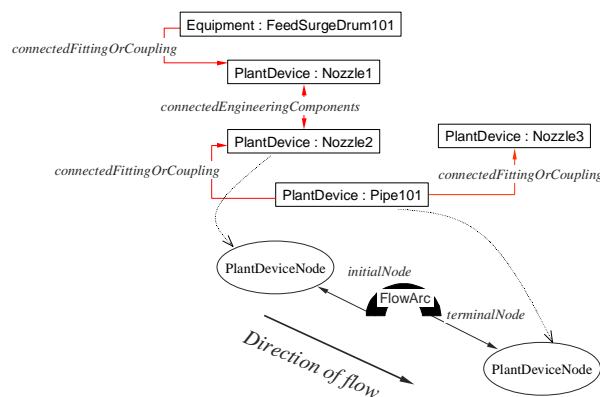 Equipment : FeedSurgeDrum101
connectedFittingOrCoupling
PlantDevice : Nozzle1
connectedEngineeringComponents
PlantDevice : Nozzle2
PlantDevice : Nozzle3
connectedFittingOrCoupling
connectedFittingOrCoupling
PlantDevice : Pipe101
PlantDeviceNode
initialNode
FlowArc
terminalNode
Direction of flow
PlantDeviceNode